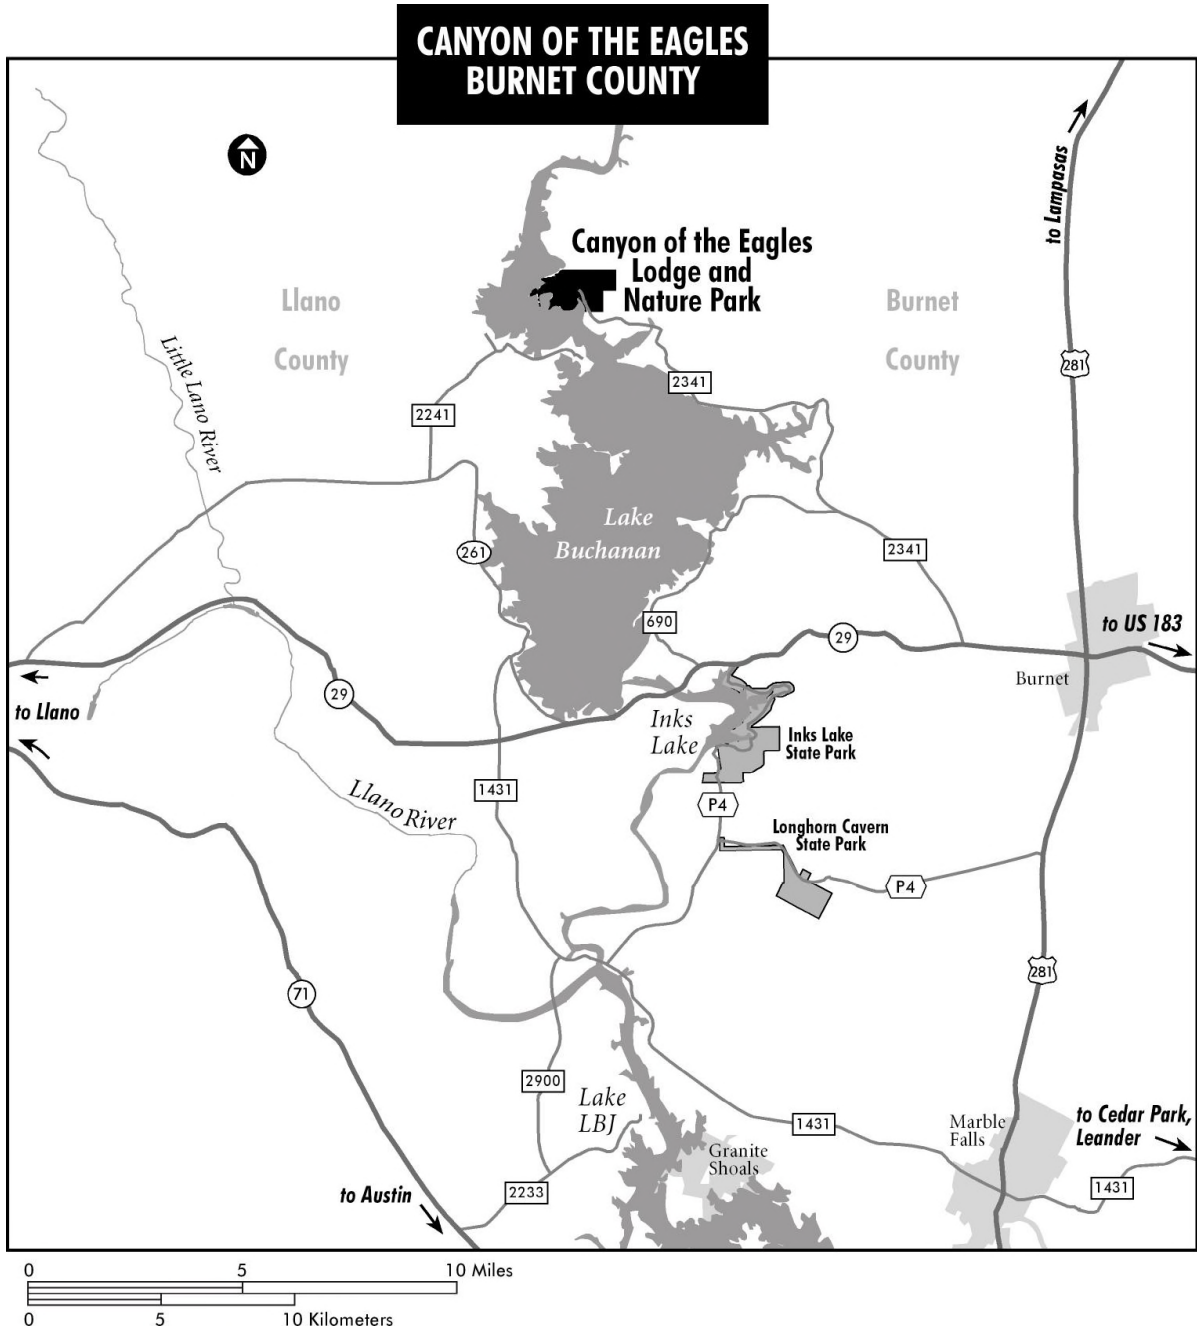 CANYON OF THE EAGLES
BURNET COUNTY
N
to Lampasas
Canyon of the Eagles
Lodge and
Nature Park
Llano
County
Burnet
County
Little Lano River
281
2341
2241
Lake
Buchanan
261
2341
690
29
to US 183
Burnet
29
to Llano
Inks
Lake
Inks Lake
State Park
1431
P4
Llano River
Longhorn Cavern
State Park
P4
281
71
2900
Lake
LBJ
1431
Marble
Falls
to Cedar Park,
Leander
Granite
Shoals
1431
to Austin
2233
0 5 10 Miles
0 5 10 Kilometers